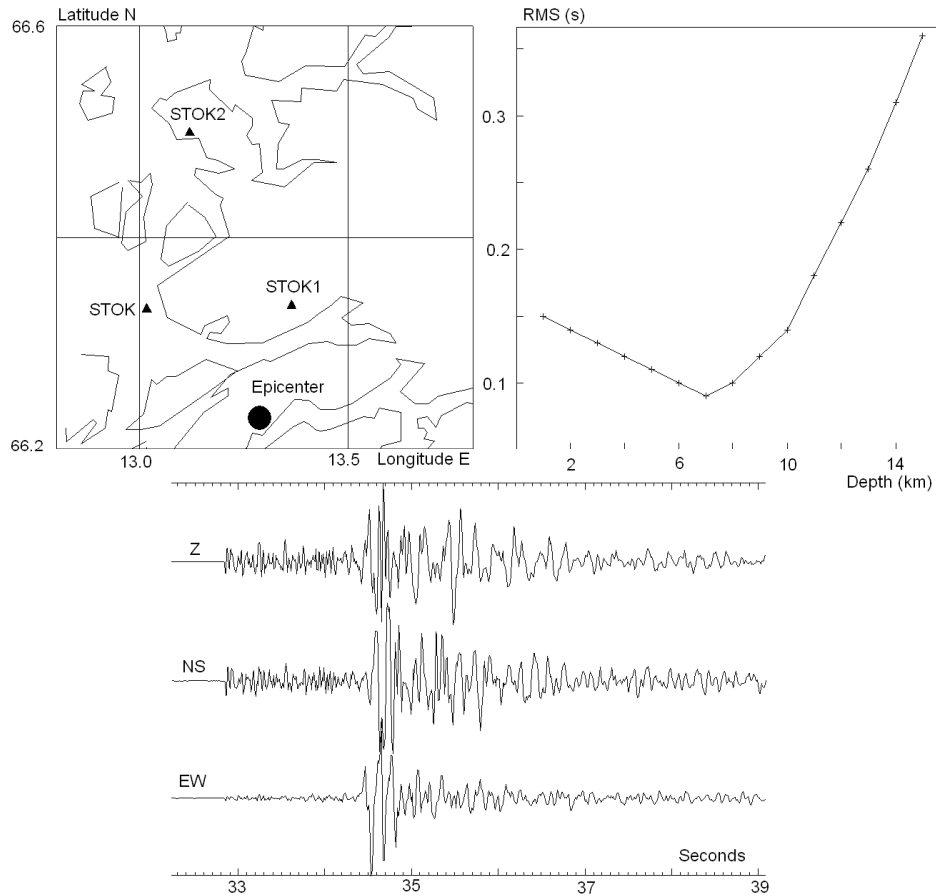 Latitude N
66.6
STOK2
STOK
STOK1
Epicenter
66.2
13.0
13.5
Longitude E
RMS (s)
0.3
0.2
0.1
2
6
10
14
Depth (km)
Z
NS
EW
Seconds
33
35
37
39